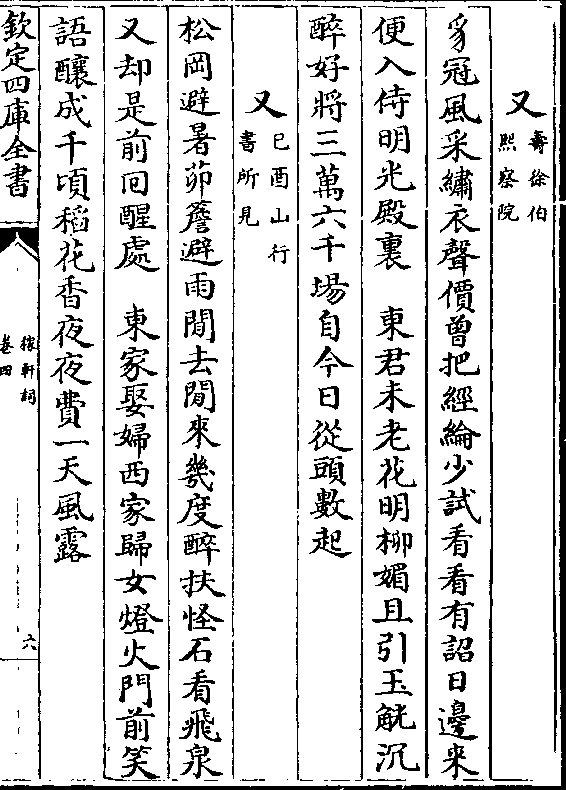 又 壽徐伯
熙察院
豸冠風采繡衣聲價曾把經綸少試看看有詔日邊來
便入侍明光殿裏 東君未老花明柳媚且引玉觥沉
醉好將三萬六千場自今日從頭數起
又 己酉山行
書所見
松岡避暑茆簷避雨閒去閒來幾度醉扶怪石看飛泉
又却是前回醒處 東家娶婦西家歸女燈火門前笑
語釀成千頃稻花香夜夜費一天風露
欽定四庫全書
稼軒詞
卷四
六